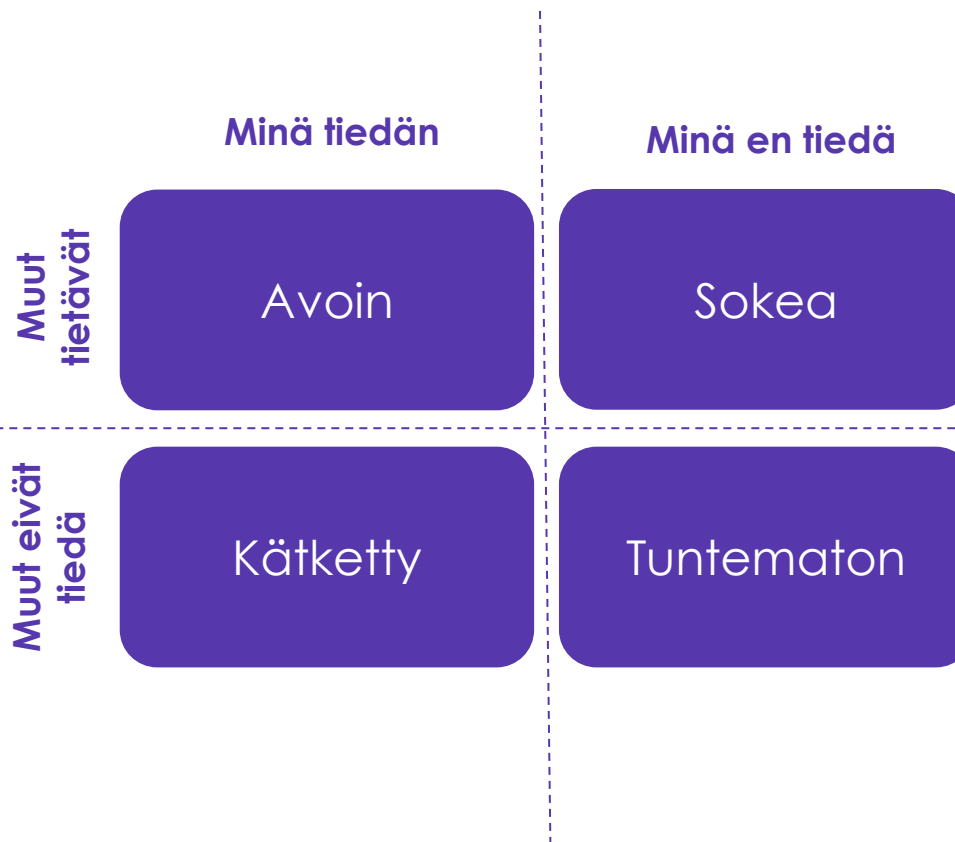 Minä tiedän
Minä en tiedä
Muut
tietävät
Avoin
Sokea
Muut eivät
tiedä
Kätketty
Tuntematon